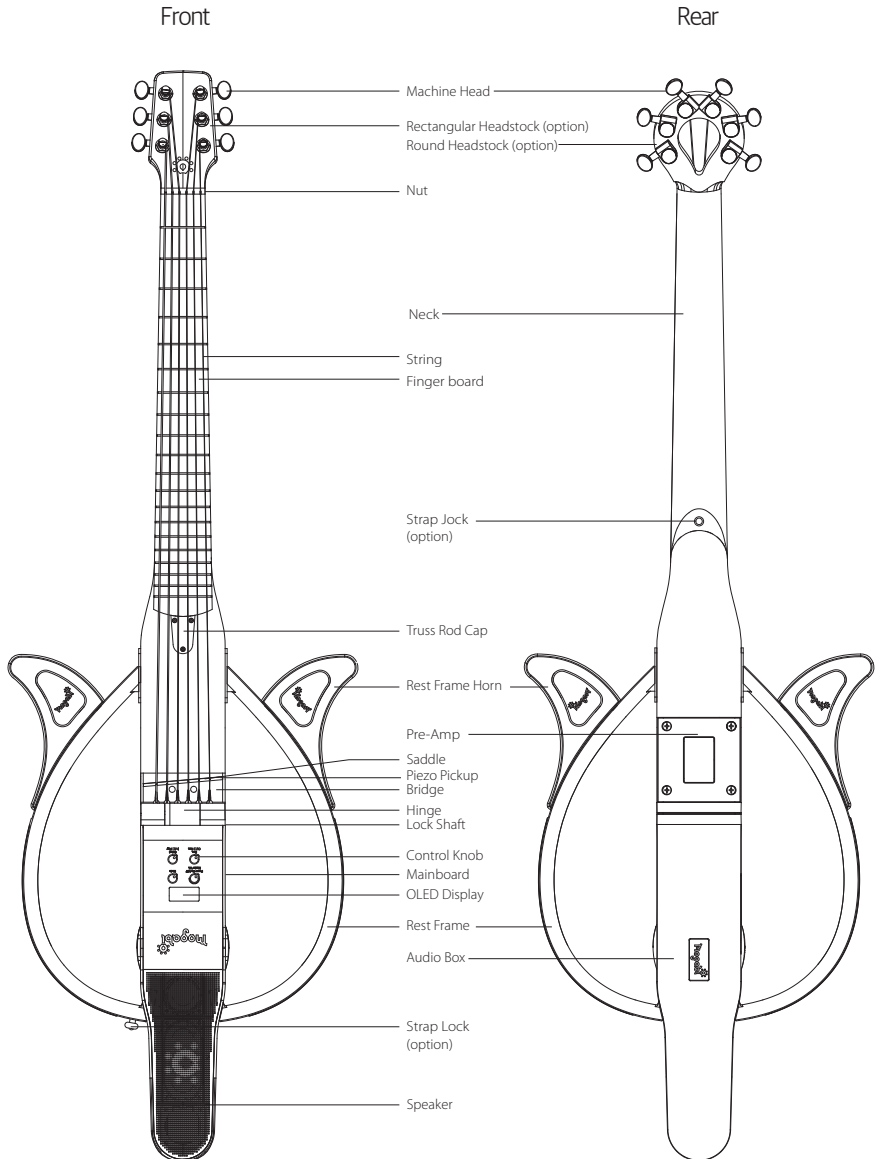 Front
Rear
Machine Head
Rectangular Headstock (option)
Round Headstock (option)
Nut
Neck
String
Finger board
Strap Jock
(option)
Truss Rod Cap
Rest Frame Horn
Pre-Amp
Saddle
Piezo Pickup
Bridge
Hinge
Lock Shaft
Control Knob
Mainboard
OLED Display
Rest Frame
Mogabi
Audio Box
Mogabi
Strap Lock
(option)
Speaker